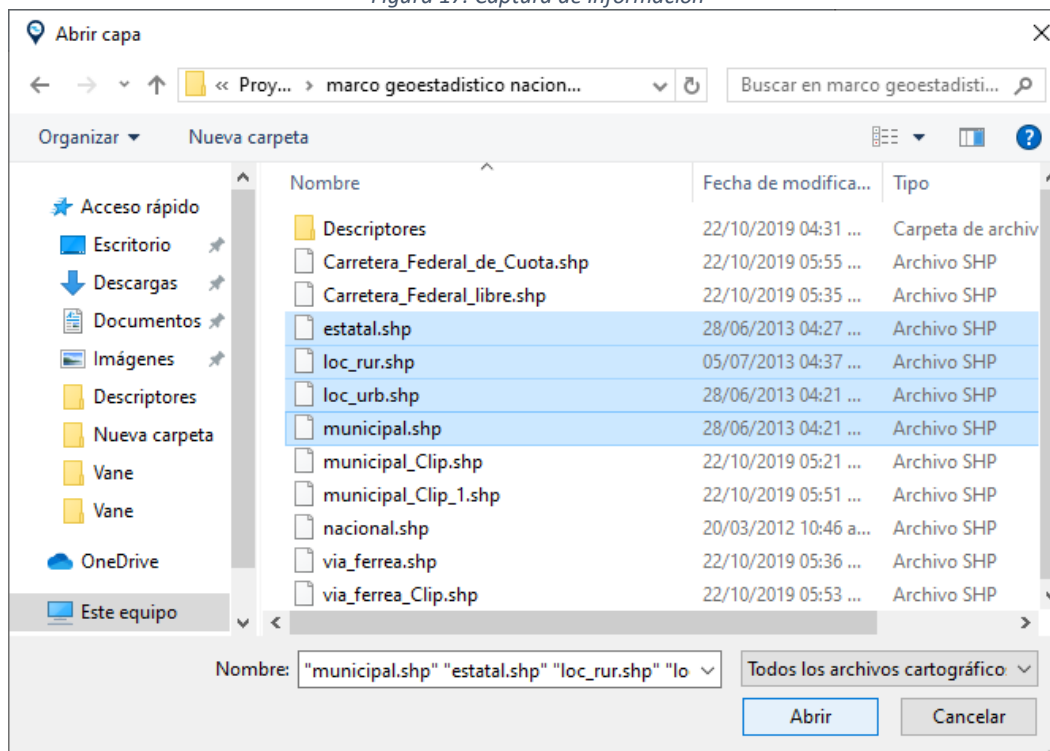 Figura 17. Captura de información
Abrir capa
« Proy... > marco geoestadistico nacion...
Buscar en marco geoestadisti...
Organizar
Nueva carpeta
Nombre Fecha de modifica... Tipo
Acceso rápido
Escritorio
Descargas
Documentos
Imágenes
Descriptores
Nueva carpeta
Vane
Vane
OneDrive
Este equipo
Descriptores 22/10/2019 04:31 ... Carpeta de archiv
Carretera_Federal_de_Cuota.shp 22/10/2019 05:55 ... Archivo SHP
Carretera_Federal_libre.shp 22/10/2019 05:35 ... Archivo SHP
estatal.shp 28/06/2013 04:27 ... Archivo SHP
loc_rur.shp 05/07/2013 04:37 ... Archivo SHP
loc_urb.shp 28/06/2013 04:21 ... Archivo SHP
municipal.shp 28/06/2013 04:21 ... Archivo SHP
municipal_Clip.shp 22/10/2019 05:21 ... Archivo SHP
municipal_Clip_1.shp 22/10/2019 05:51 ... Archivo SHP
nacional.shp 20/03/2012 10:46 a... Archivo SHP
via_ferrea.shp 22/10/2019 05:36 ... Archivo SHP
via_ferrea_Clip.shp 22/10/2019 05:53 ... Archivo SHP
Nombre: "municipal.shp" "estatal.shp" "loc_rur.shp" "lo
Todos los archivos cartográfico
Abrir
Cancelar